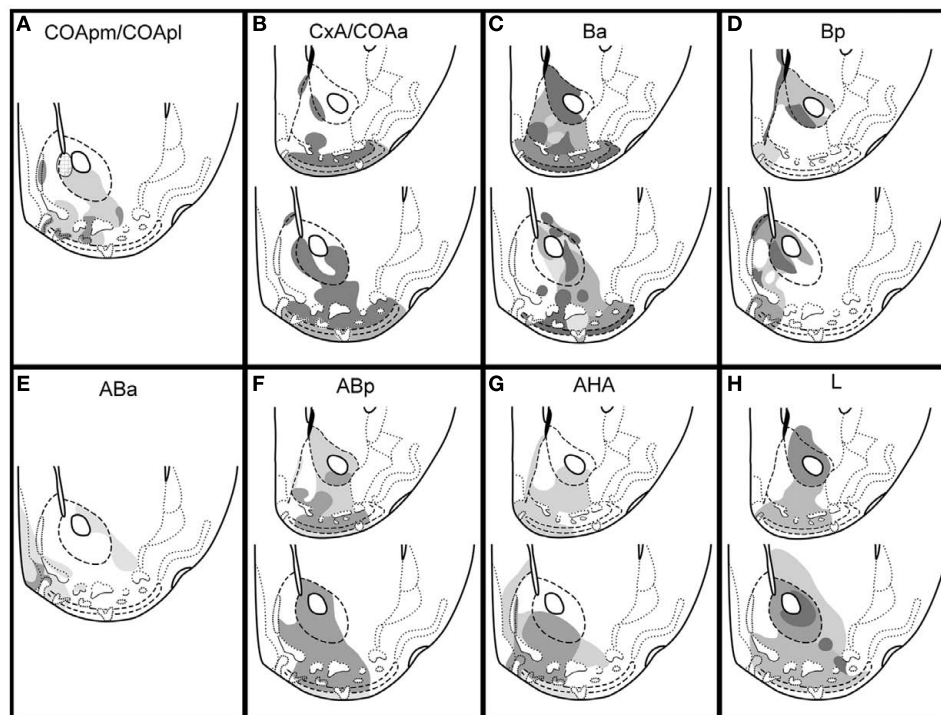 A COApm/COApl
B CxA/COAa
C Ba
D Bp
E ABa
F ABp
G AHA
H L